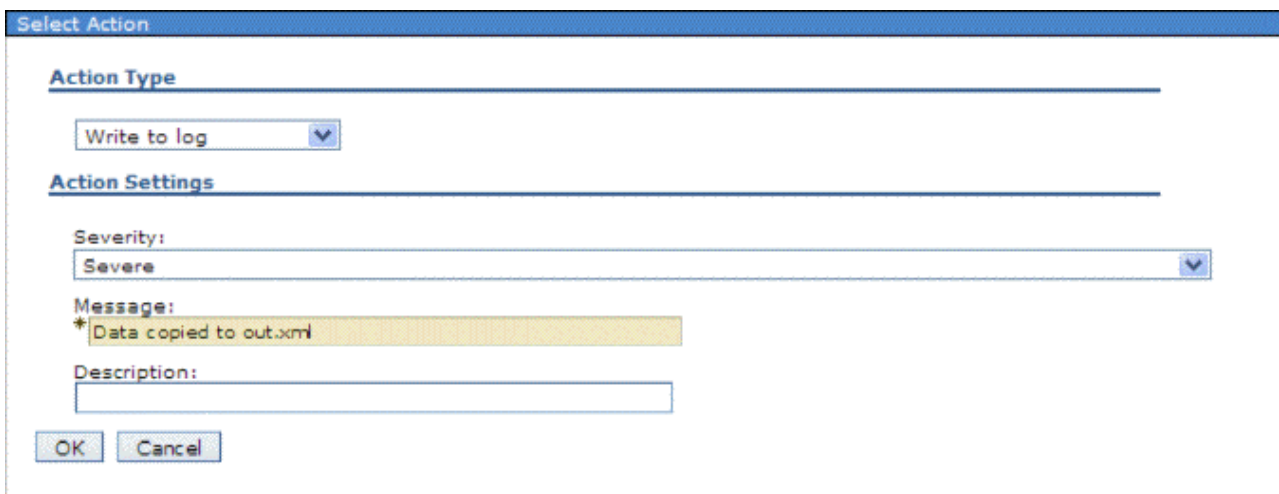 Select Action
Action Type
Write to log
Action Settings
Severity:
Severe
Message:
*Data copied to out.xml
Description:
OK Cancel